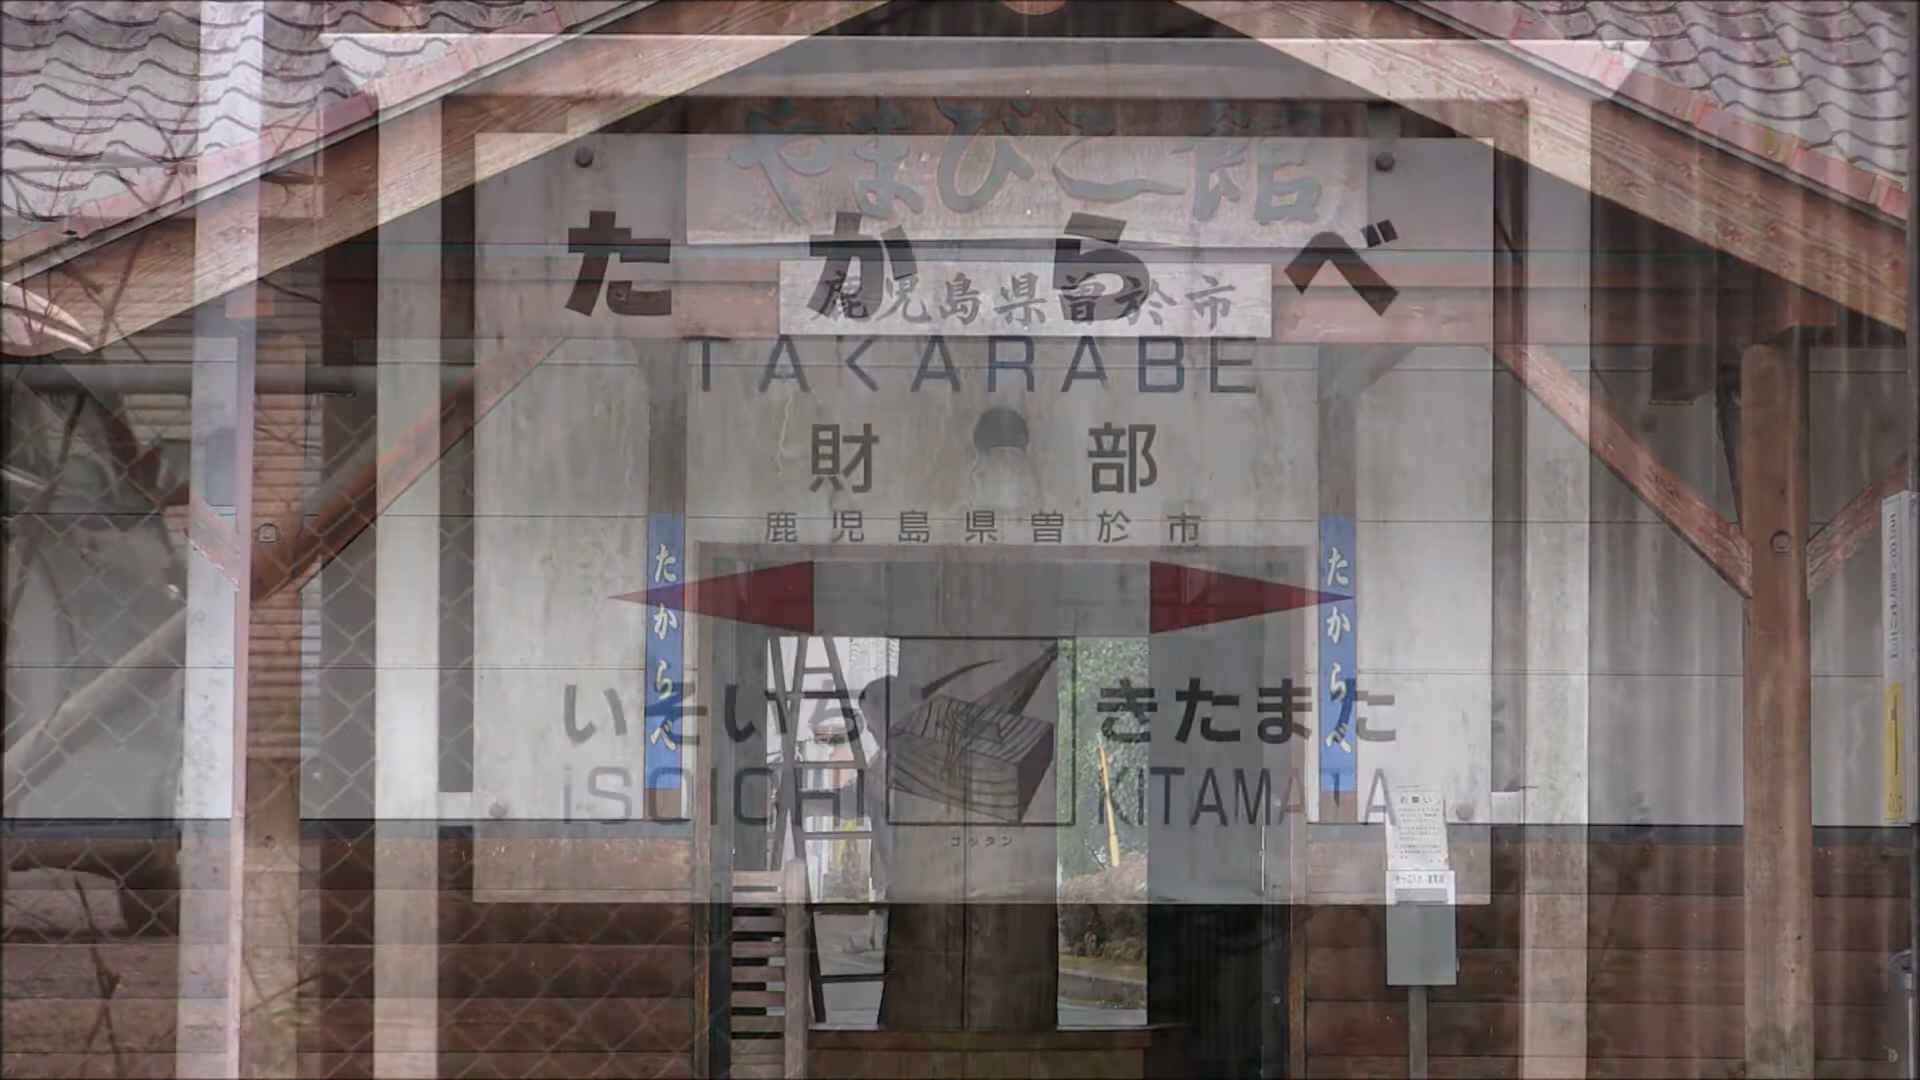 やまびこ館
たからべ
鹿児島県曽於市
TAKARABE
財部
鹿児島県曽於市
たからべ
たからべ
いそいち
きたまた
ISOICHI
KITAMATA
ゴッタン
お願い